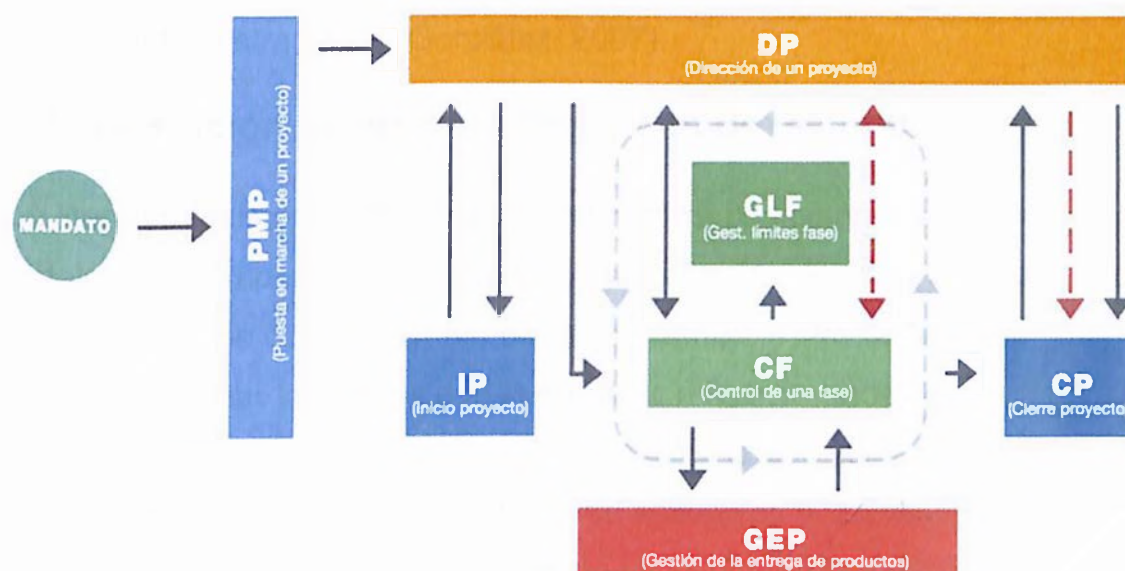 DP
(Dirección de un proyecto)
PMP
(Puesta en marcha de un proyecto)
MANDATO
GLF
(Gest. límites fase)
IP
(Inicio proyecto)
CF
(Control de una fase)
CP
(Cierre proyecto)
GEP
(Gestión de la entrega de productos)